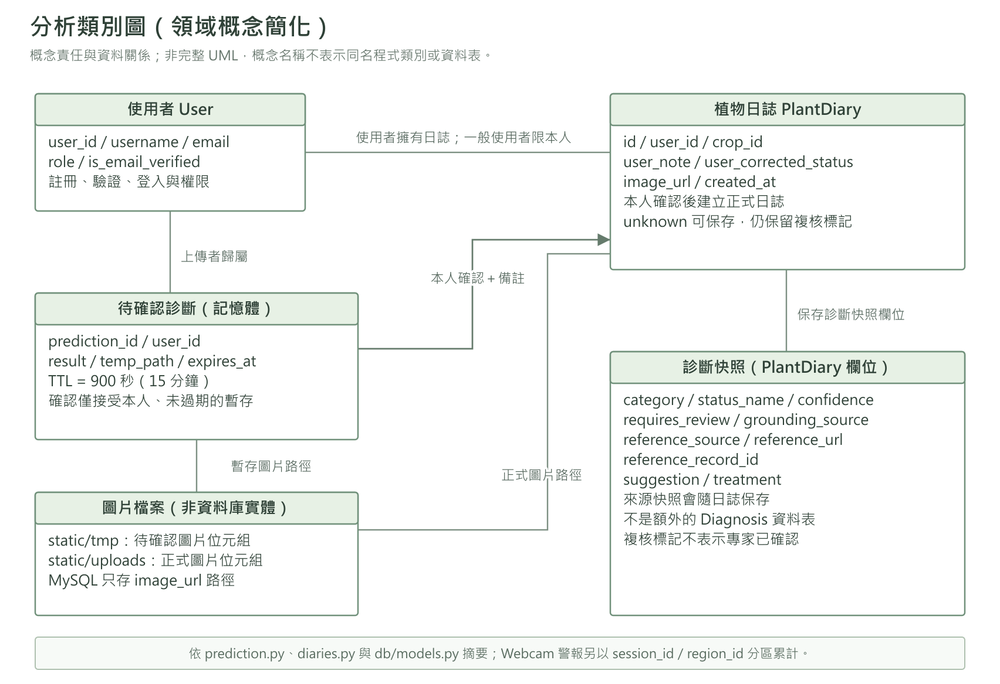 分析類別圖（領域概念簡化）
概念責任與資料關係；非完整 UML，概念名稱不表示同名程式類別或資料表。
使用者 User
user_id / username / email
role / is_email_verified
註冊、驗證、登入與權限
使用者擁有日誌；一般使用者限本人
植物日誌 PlantDiary
id / user_id / crop_id
user_note / user_corrected_status
image_url / created_at
本人確認後建立正式日誌
unknown 可保存，仍保留複核標記
上傳者歸屬
本人確認 + 備註
待確認診斷（記憶體）
prediction_id / user_id
result / temp_path / expires_at
TTL = 900 秒（15 分鐘）
確認僅接受本人、未過期的暫存
保存診斷快照欄位
暫存圖片路徑
正式圖片路徑
圖片檔案（非資料庫實體）
static/tmp：待確認圖片位元組
static/uploads：正式圖片位元組
MySQL 只存 image_url 路徑
診斷快照（PlantDiary 欄位）
category / status_name / confidence
requires_review / grounding_source
reference_source / reference_url
reference_record_id
suggestion / treatment
來源快照會隨日誌保存
不是額外的 Diagnosis 資料表
複核標記不表示專家已確認
依 prediction.py、diaries.py 與 db/models.py 摘要；Webcam 警報另以 session_id / region_id 分區累計。